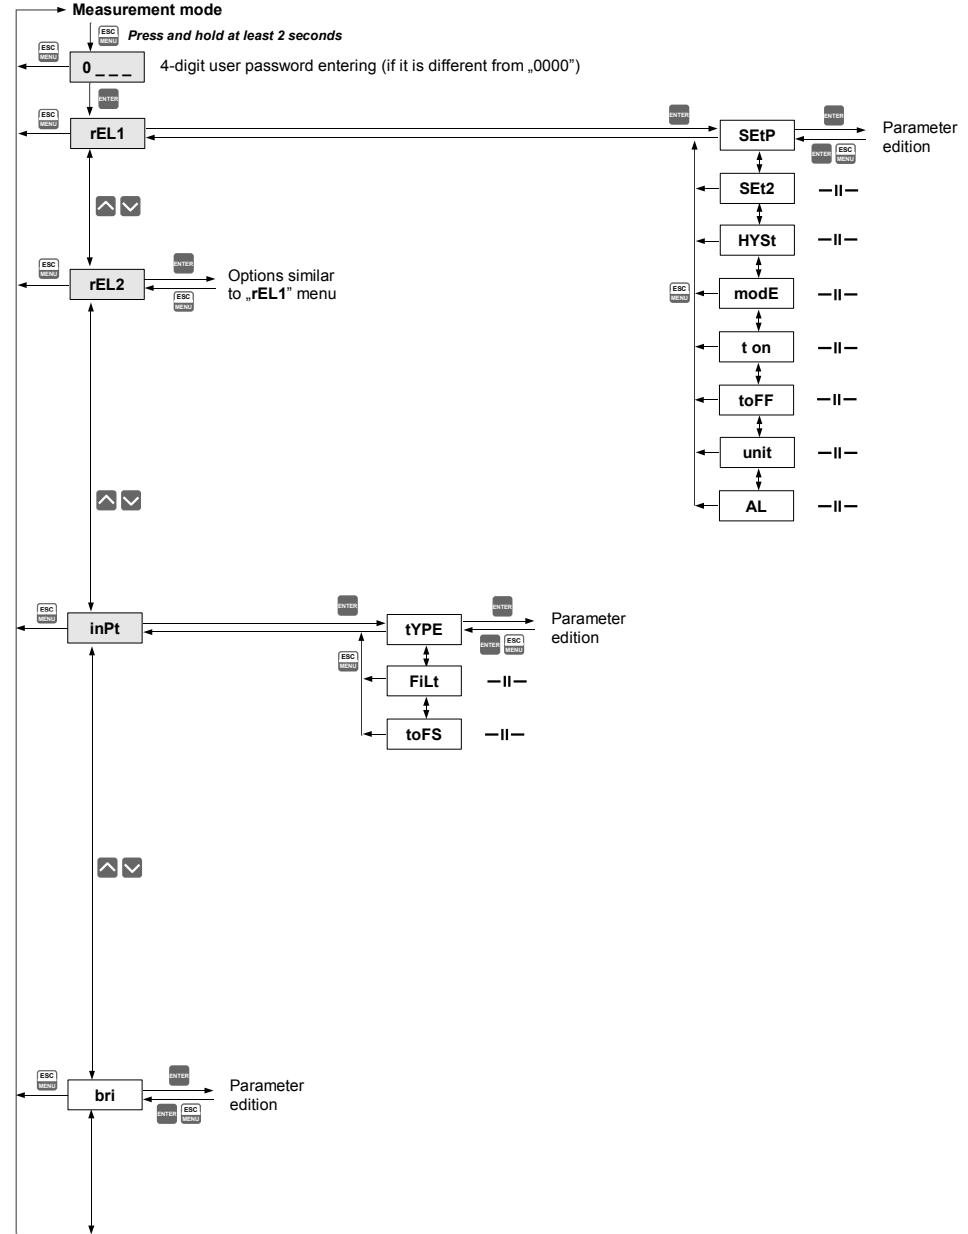 Measurement mode
ESC
MENU
Press and hold at least 2 seconds
ESC
MENU
0 _ _ _
4-digit user password entering (if it is different from „0000”)
ENTER
ESC
MENU
rEL1
ENTER
SEtP
ENTER
ENTER
ESC
MENU
Parameter
edition
SEt2
–II–
HYSt
–II–
ESC
MENU
rEL2
ENTER
ESC
MENU
Options similar
to „rEL1” menu
ESC
MENU
modE
–II–
t on
–II–
toFF
–II–
unit
–II–
AL
–II–
ESC
MENU
inPt
ENTER
tYPE
ENTER
ENTER
ESC
MENU
Parameter
edition
ESC
MENU
FiLt
–II–
toFS
–II–
ESC
MENU
bri
ENTER
ENTER
ESC
MENU
Parameter
edition